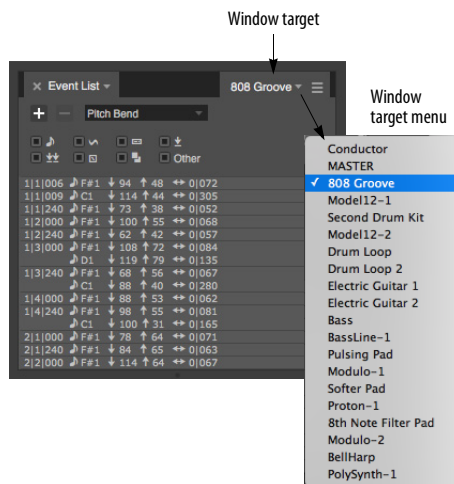 Window target
× Event List
808 Groove
Window
target menu
+ − Pitch Bend
Other
1|1|006 F#1 94 48 0|072
1|1|009 C1 114 44 0|305
1|1|240 F#1 73 38 0|052
1|2|000 F#1 100 55 0|068
1|2|240 F#1 62 42 0|057
1|3|000 F#1 108 72 0|084
D1 119 79 0|135
1|3|240 F#1 68 56 0|067
C1 88 40 0|280
1|4|000 F#1 88 53 0|062
1|4|240 F#1 98 55 0|081
C1 100 31 0|165
2|1|000 F#1 78 64 0|071
2|1|240 F#1 84 65 0|063
2|2|000 F#1 114 64 0|067
Conductor
MASTER
✓ 808 Groove
Model12-1
Second Drum Kit
Model12-2
Drum Loop
Drum Loop 2
Electric Guitar 1
Electric Guitar 2
Bass
BassLine-1
Pulsing Pad
Modulo-1
Softer Pad
Proton-1
8th Note Filter Pad
Modulo-2
BellHarp
PolySynth-1